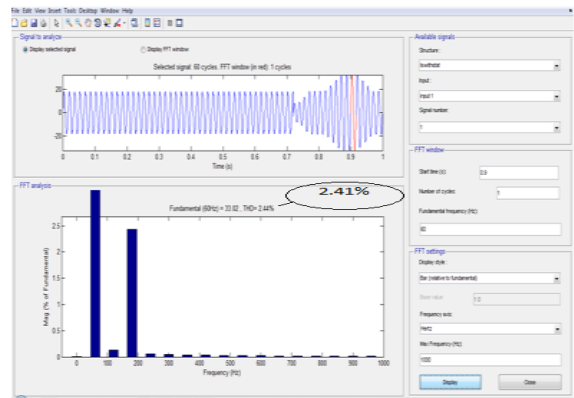 File Edit View Insert Tools Desktop Window Help
Signal to analyze
Display selected signal
Display FFT window
Selected signal: 60 cycles. FFT window (in red): 1 cycles
20
0
-20
0 0.1 0.2 0.3 0.4 0.5 0.6 0.7 0.8 0.9 1
Time (s)
FFT analysis
2.41%
Fundamental (60Hz) = 33.02 , THD= 2.44%
2.5
2
1.5
1
0.5
0
Mag (% of Fundamental)
0 100 200 300 400 500 600 700 800 900 1000
Frequency (Hz)
Available signals
Structure :
Input :
Input 1
Signal number:
1
FFT window
Start time (s):
0.9
Number of cycles:
1
Fundamental frequency (Hz):
60
FFT settings
Display style :
Bar (relative to fundamental)
Base value:
1.0
Frequency axis:
Hertz
Max Frequency (Hz):
1000
Display
Close